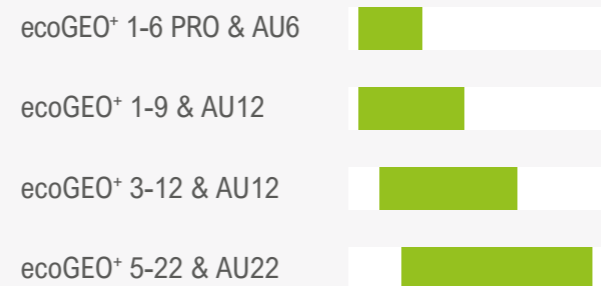 ecoGEO⁺ 1-6 PRO & AU6
ecoGEO⁺ 1-9 & AU12
ecoGEO⁺ 3-12 & AU12
ecoGEO⁺ 5-22 & AU22